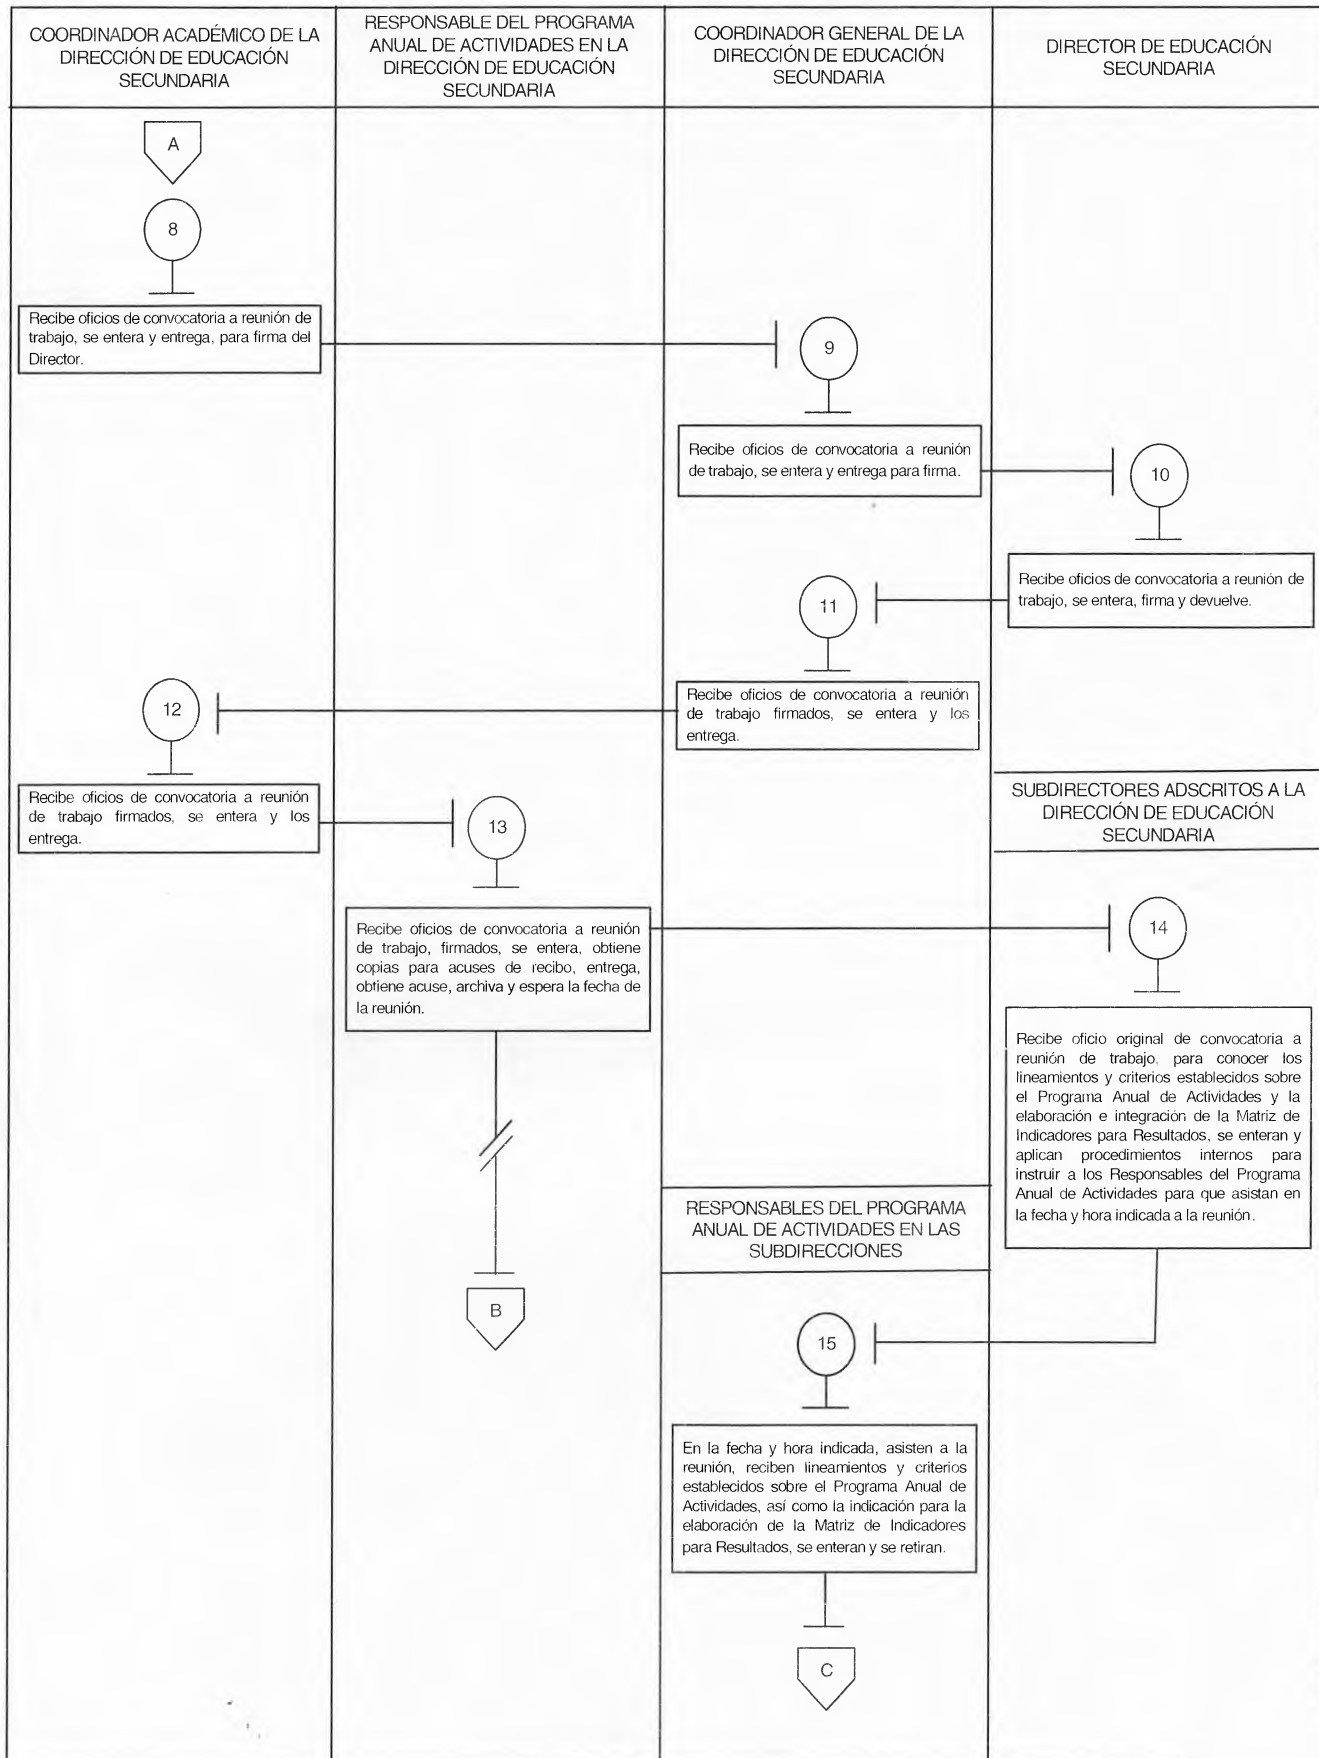 COORDINADOR ACADÉMICO DE LA
DIRECCIÓN DE EDUCACIÓN
SECUNDARIA
RESPONSABLE DEL PROGRAMA
ANUAL DE ACTIVIDADES EN LA
DIRECCIÓN DE EDUCACIÓN
SECUNDARIA
COORDINADOR GENERAL DE LA
DIRECCIÓN DE EDUCACIÓN
SECUNDARIA
DIRECTOR DE EDUCACIÓN
SECUNDARIA
A
8
Recibe oficios de convocatoria a reunión de
trabajo, se entera y entrega, para firma del
Director.
9
Recibe oficios de convocatoria a reunión
de trabajo, se entera y entrega para firma.
10
Recibe oficios de convocatoria a reunión de
trabajo, se entera, firma y devuelve.
11
Recibe oficios de convocatoria a reunión
de trabajo firmados, se entera y los
entrega.
12
Recibe oficios de convocatoria a reunión
de trabajo firmados, se entera y los
entrega.
13
Recibe oficios de convocatoria a reunión
de trabajo, firmados, se entera, obtiene
copias para acuses de recibo, entrega,
obtiene acuse, archiva y espera la fecha de
la reunión.
B
SUBDIRECTORES ADSCRITOS A LA
DIRECCIÓN DE EDUCACIÓN
SECUNDARIA
14
Recibe oficio original de convocatoria a
reunión de trabajo, para conocer los
lineamientos y criterios establecidos sobre
el Programa Anual de Actividades y la
elaboración e integración de la Matriz de
Indicadores para Resultados, se enteran y
aplican procedimientos internos para
instruir a los Responsables del Programa
Anual de Actividades para que asistan en
la fecha y hora indicada a la reunión.
RESPONSABLES DEL PROGRAMA
ANUAL DE ACTIVIDADES EN LAS
SUBDIRECCIONES
15
En la fecha y hora indicada, asisten a la
reunión, reciben lineamientos y criterios
establecidos sobre el Programa Anual de
Actividades, así como la indicación para la
elaboración de la Matriz de Indicadores
para Resultados, se enteran y se retiran.
C